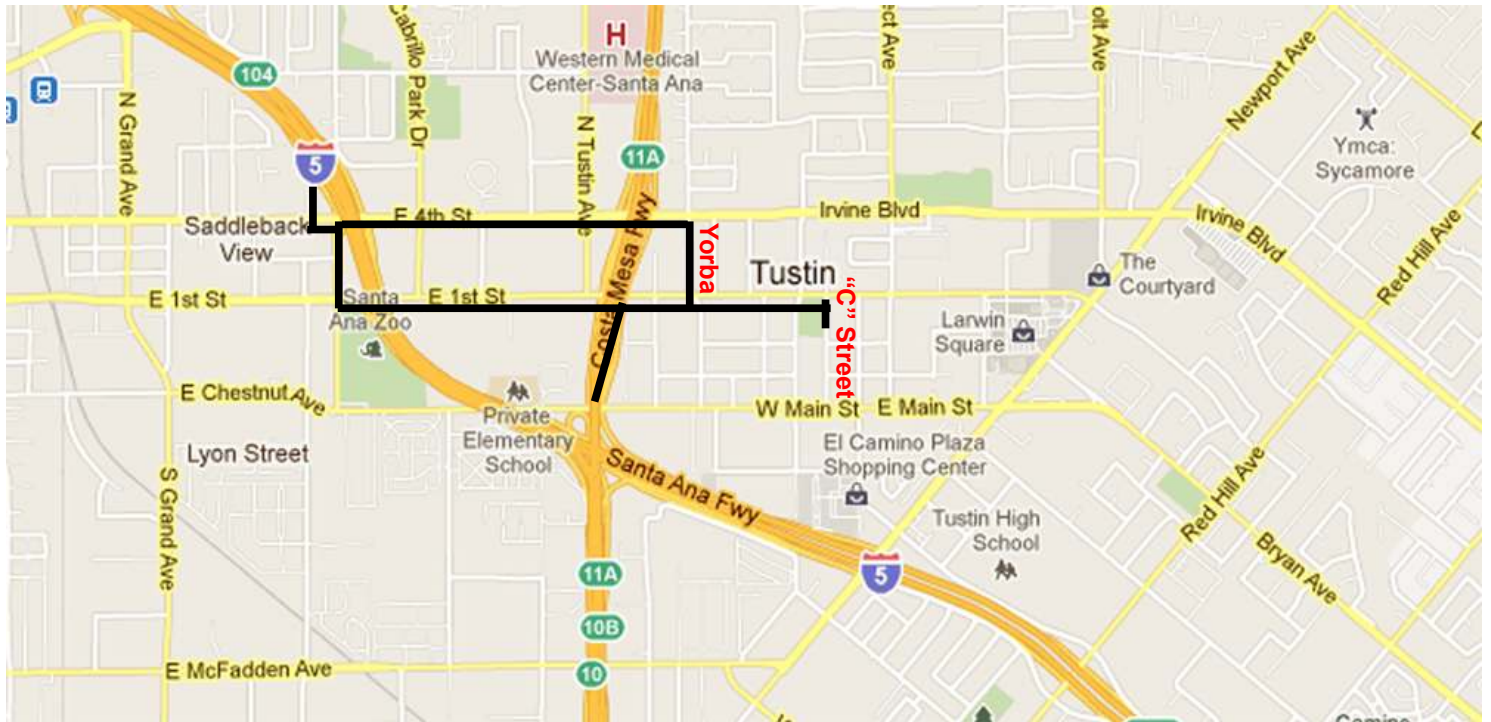 Cabrillo Park Dr
H
Western Medical
Center-Santa Ana
Newport Ave
104
N Grand Ave
5
N Tustin Ave
11A
Ymca:
Sycamore
Saddleback
View
E 4th St
Irvine Blvd
Irvine Blvd
Red Hill Ave
Costa Mesa Fwy
Yorba
Tustin
The
Courtyard
E 1st St
E 1st St
Santa
Ana Zoo
"C" Street
Larwin
Square
E Chestnut Ave
Private
Elementary
School
W Main St
E Main St
Lyon Street
El Camino Plaza
Shopping Center
S Grand Ave
Santa Ana Fwy
Red Hill Ave
Tustin High
School
Bryan Ave
11A
5
10B
E McFadden Ave
10